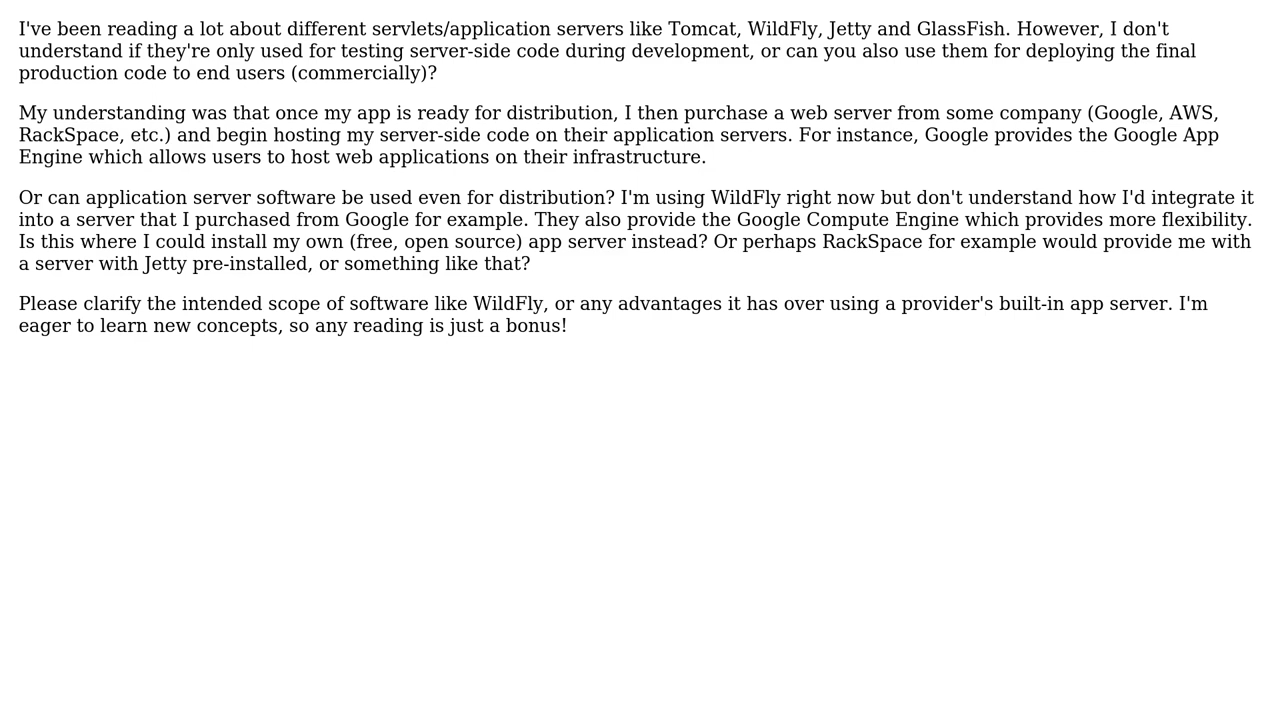 I've been reading a lot about different servlets/application servers like Tomcat, WildFly, Jetty and GlassFish. However, I don't
understand if they're only used for testing server-side code during development, or can you also use them for deploying the final
production code to end users (commercially)?
My understanding was that once my app is ready for distribution, I then purchase a web server from some company (Google, AWS,
RackSpace, etc.) and begin hosting my server-side code on their application servers. For instance, Google provides the Google App
Engine which allows users to host web applications on their infrastructure.
Or can application server software be used even for distribution? I'm using WildFly right now but don't understand how I'd integrate it
into a server that I purchased from Google for example. They also provide the Google Compute Engine which provides more flexibility.
Is this where I could install my own (free, open source) app server instead? Or perhaps RackSpace for example would provide me with
a server with Jetty pre-installed, or something like that?
Please clarify the intended scope of software like WildFly, or any advantages it has over using a provider's built-in app server. I'm
eager to learn new concepts, so any reading is just a bonus!